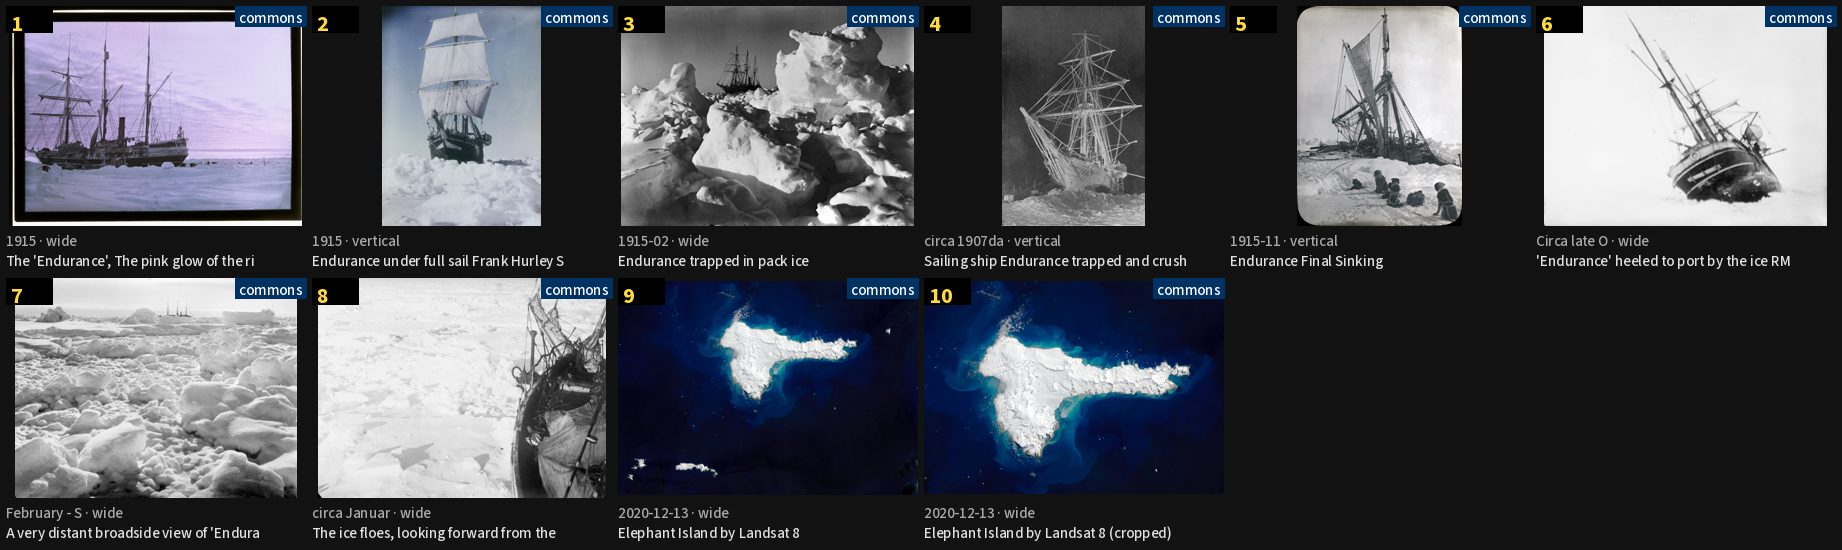 1 commons
1915 · wide
The 'Endurance', The pink glow of the ri
2 commons
1915 · vertical
Endurance under full sail Frank Hurley S
3 commons
1915-02 · wide
Endurance trapped in pack ice
4 commons
circa 1907da · vertical
Sailing ship Endurance trapped and crush
5 commons
1915-11 · vertical
Endurance Final Sinking
6 commons
Circa late O · wide
'Endurance' heeled to port by the ice RM
7 commons
February - S · wide
A very distant broadside view of 'Endura
8 commons
circa Januar · wide
The ice floes, looking forward from the
9 commons
2020-12-13 · wide
Elephant Island by Landsat 8
10 commons
2020-12-13 · wide
Elephant Island by Landsat 8 (cropped)